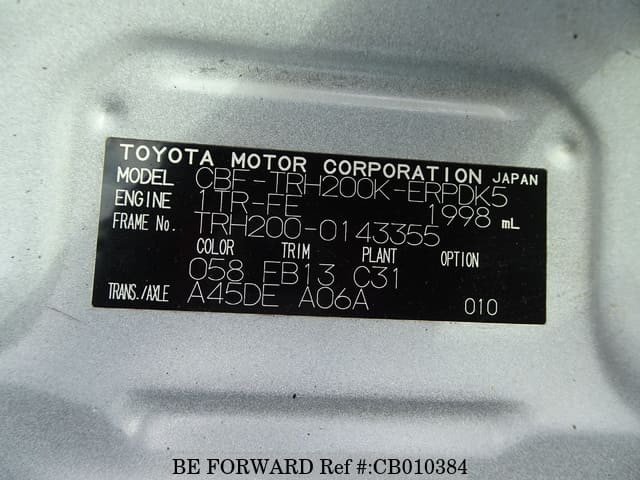 TOYOTA MOTOR CORPORATION JAPAN
MODEL CBF-TRH200K-ERPDK5
ENGINE 1TR-FE 1998 mL
FRAME No. TRH200-0143355
COLOR TRIM PLANT OPTION
058 FB13 C31
TRANS./AXLE A45DE A06A 010
BE FORWARD Ref #:CB010384